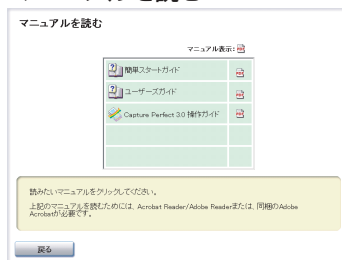 マニュアルを読む
マニュアル表示:
簡単スタートガイド
ユーザーズガイド
Capture Perfect 3.0 操作ガイド
読みたいマニュアルをクリックしてください。
上記のマニュアルを読むためには、Acrobat Reader/Adobe Readerまたは、同梱のAdobe
Acrobatが必要です。
戻る